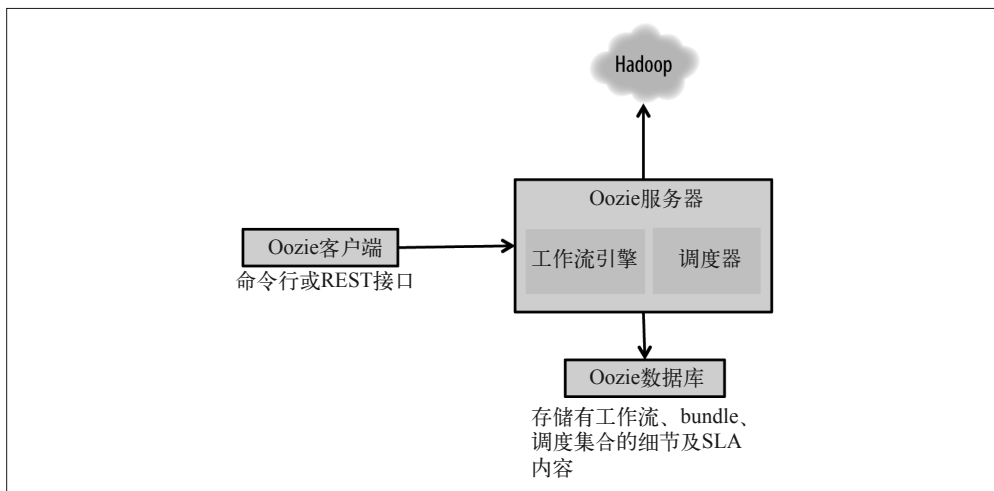 Hadoop
Oozie服务器
工作流引擎
调度器
Oozie客户端
命令行或REST接口
Oozie数据库
存储有工作流、bundle、
调度集合的细节及SLA
内容